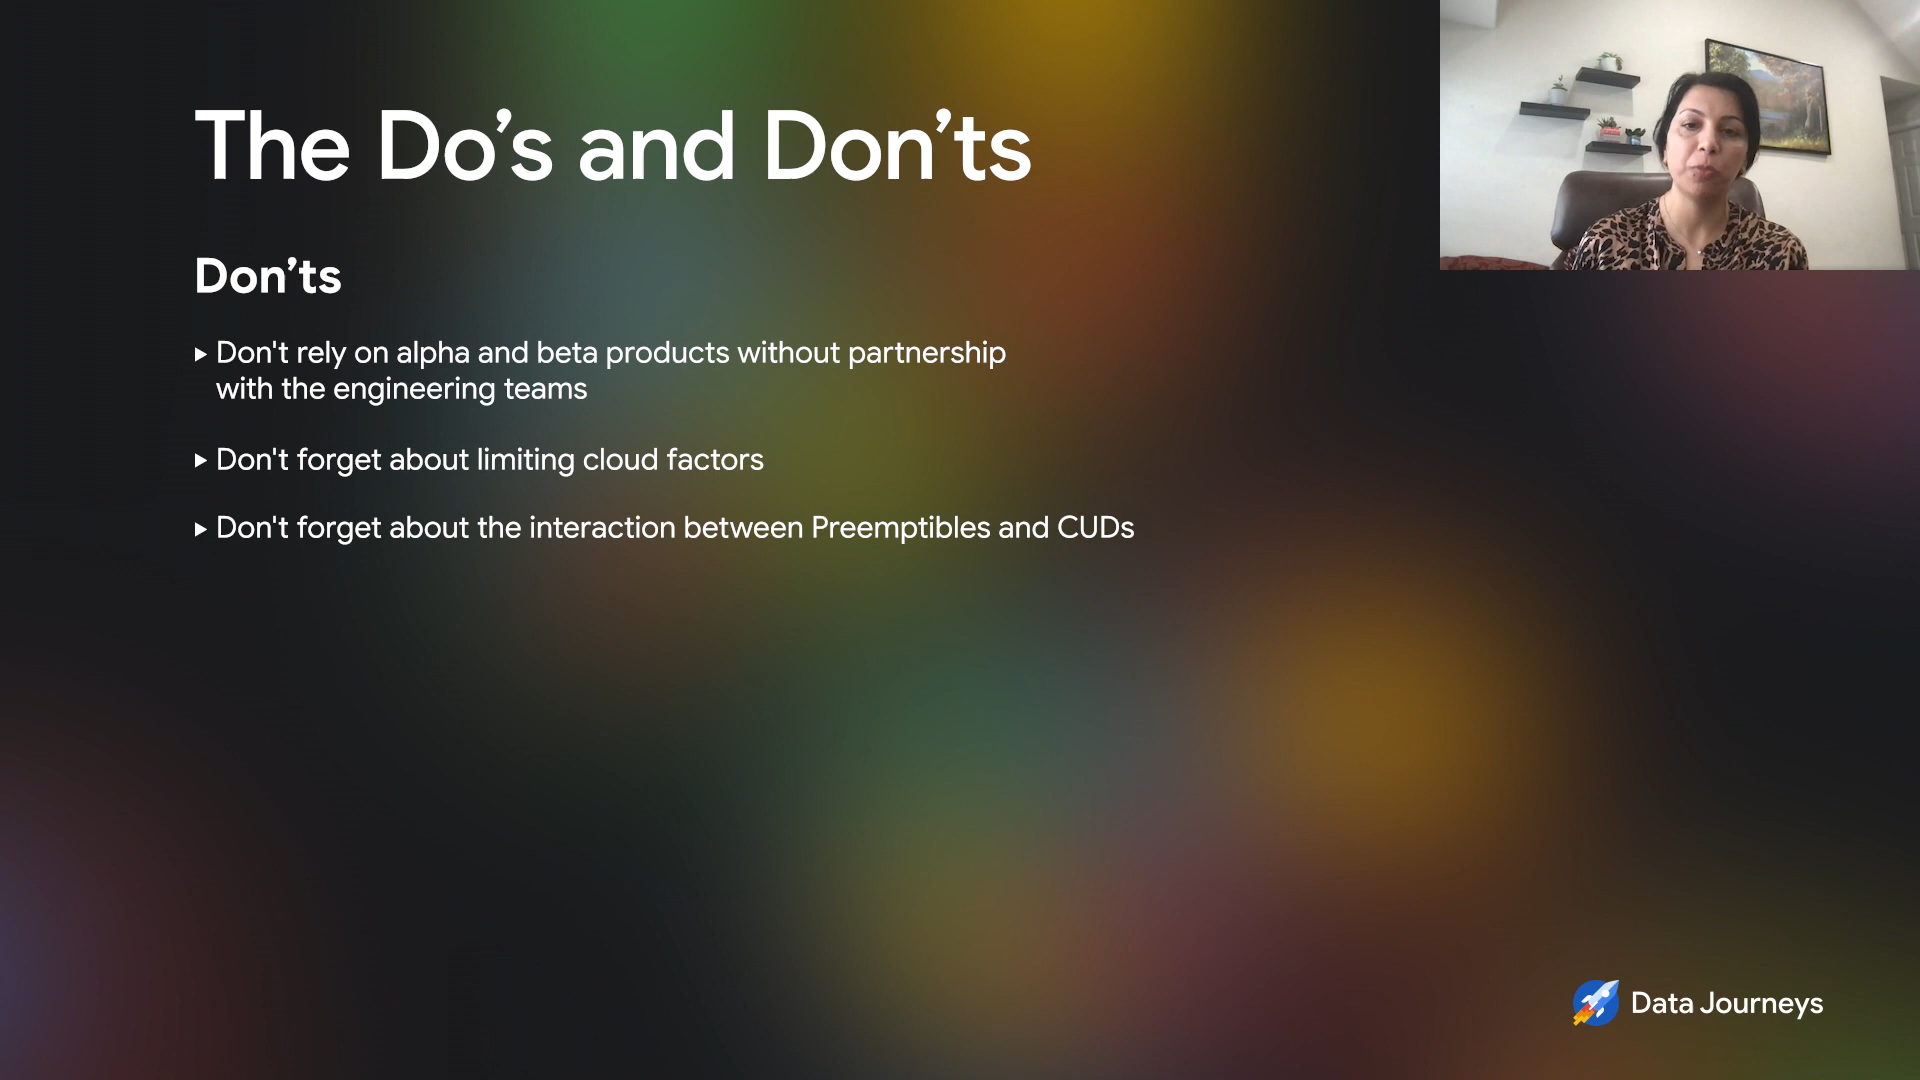 The Do’s and Don’ts
Don’ts
Don't rely on alpha and beta products without partnership
with the engineering teams
Don't forget about limiting cloud factors
Don't forget about the interaction between Preemptibles and CUDs
Data Journeys